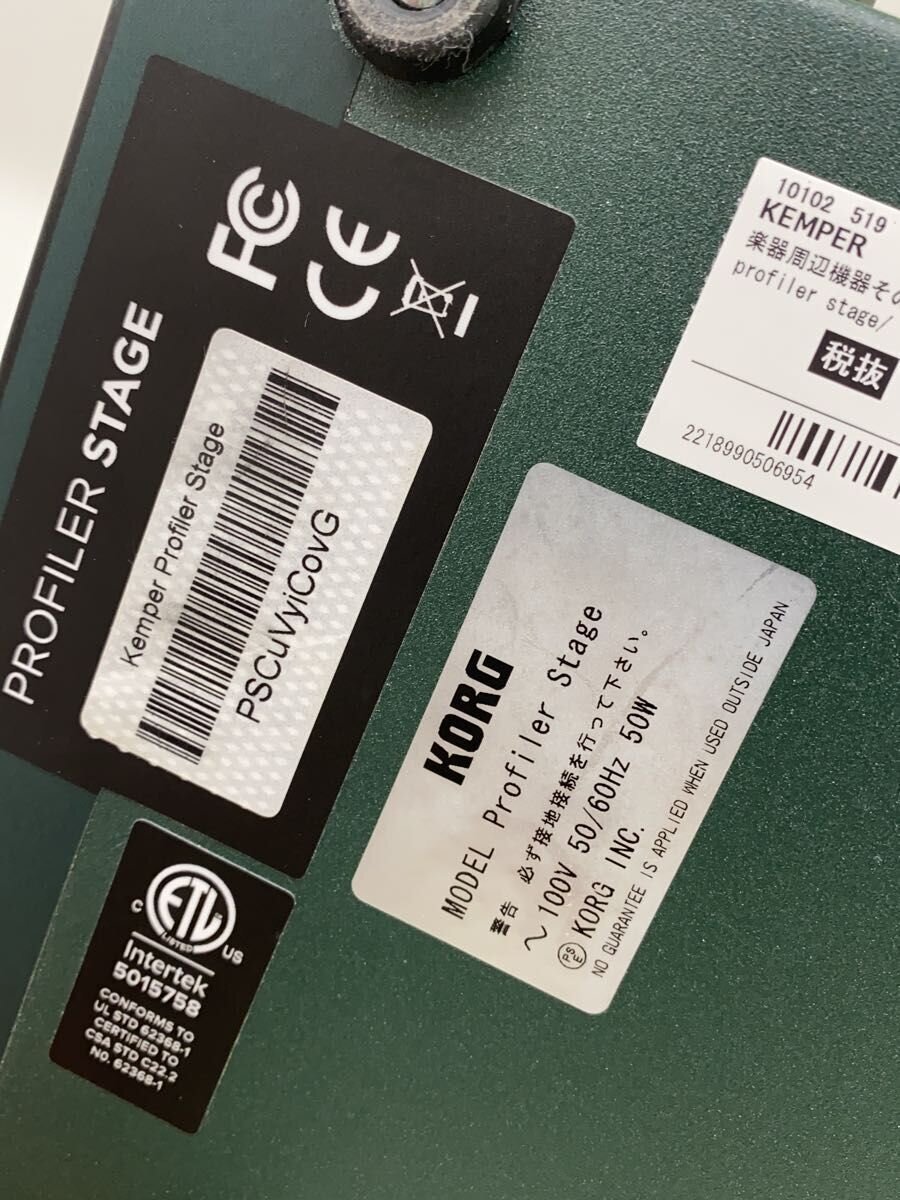 PROFILER STAGE
FC
CE
Kemper Profiler Stage
PSCuVyiCovG
10102 519
KEMPER
楽器周辺機器その
profiler stage/
税抜
2218990506954
KORG
MODEL Profiler Stage
警告 必ず接地接続を行って下さい。
～100V 50/60Hz 50W
PSE KORG INC.
NO GUARANTEE IS APPLIED WHEN USED OUTSIDE JAPAN
C ETL US
LISTED
Intertek
5015758
CONFORMS TO
UL STD 62368-1
CERTIFIED TO
CSA STD C22.2
NO. 62368-1